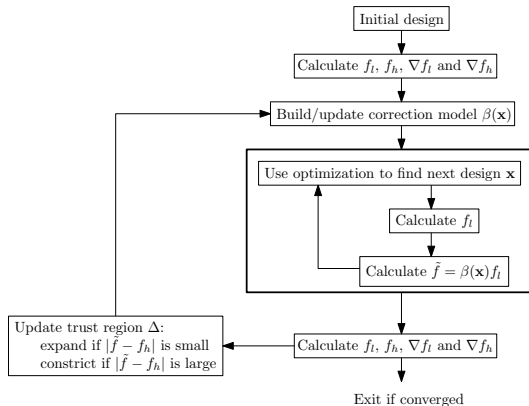 Initial design
Calculate f_l, f_h, ∇f_l and ∇f_h
Build/update correction model β(x)
Use optimization to find next design x
Calculate f_l
Calculate f̃ = β(x)f_l
Update trust region Δ:
expand if |f̃ − f_h| is small
constrict if |f̃ − f_h| is large
Calculate f_l, f_h, ∇f_l and ∇f_h
Exit if converged